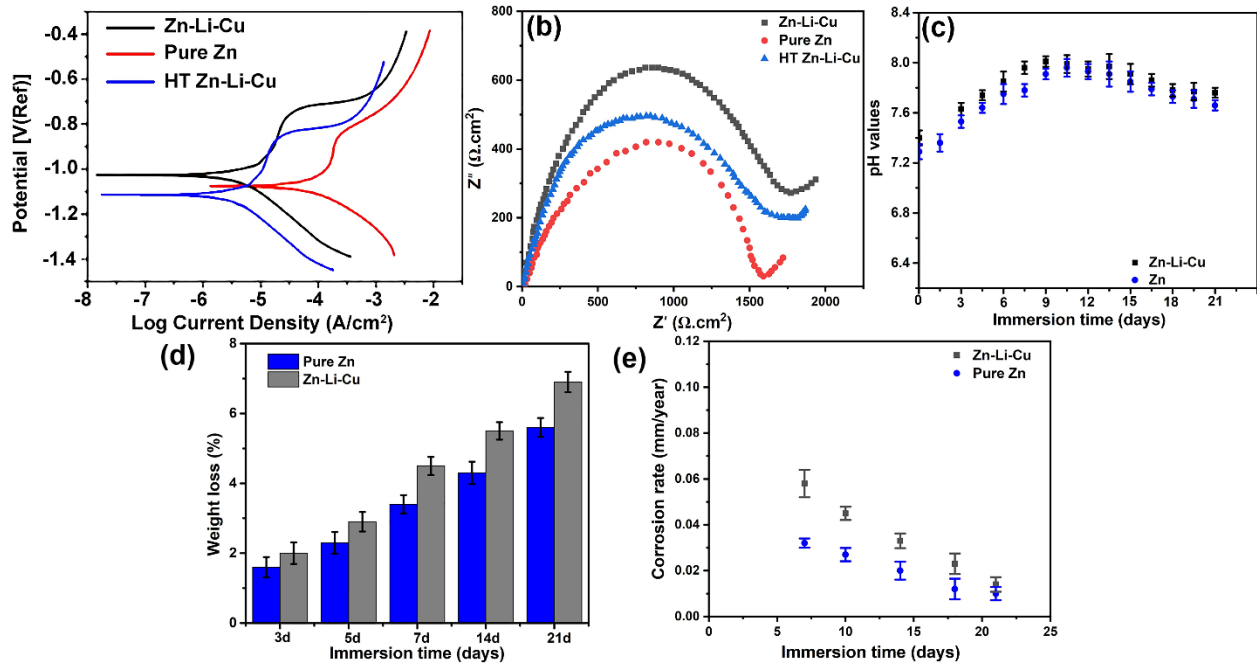 Zn-Li-Cu
Pure Zn
HT Zn-Li-Cu
-0.4
-0.6
-0.8
-1.0
-1.2
-1.4
Potential [V(Ref)]
-8 -7 -6 -5 -4 -3 -2 -1
Log Current Density (A/cm²)
(b)
Zn-Li-Cu
Pure Zn
HT Zn-Li-Cu
600
400
200
0
Z'' (Ω.cm²)
0 500 1000 1500 2000
Z' (Ω.cm²)
(c)
8.0
7.6
7.2
6.8
6.4
pH values
Zn-Li-Cu
Zn
0 3 6 9 12 15 18 21
Immersion time (days)
(d)
Pure Zn
Zn-Li-Cu
8
6
4
2
0
Weight loss (%)
3d 5d 7d 14d 21d
Immersion time (days)
(e)
Zn-Li-Cu
Pure Zn
0.12
0.10
0.08
0.06
0.04
0.02
0.00
Corrosion rate (mm/year)
0 5 10 15 20 25
Immersion time (days)